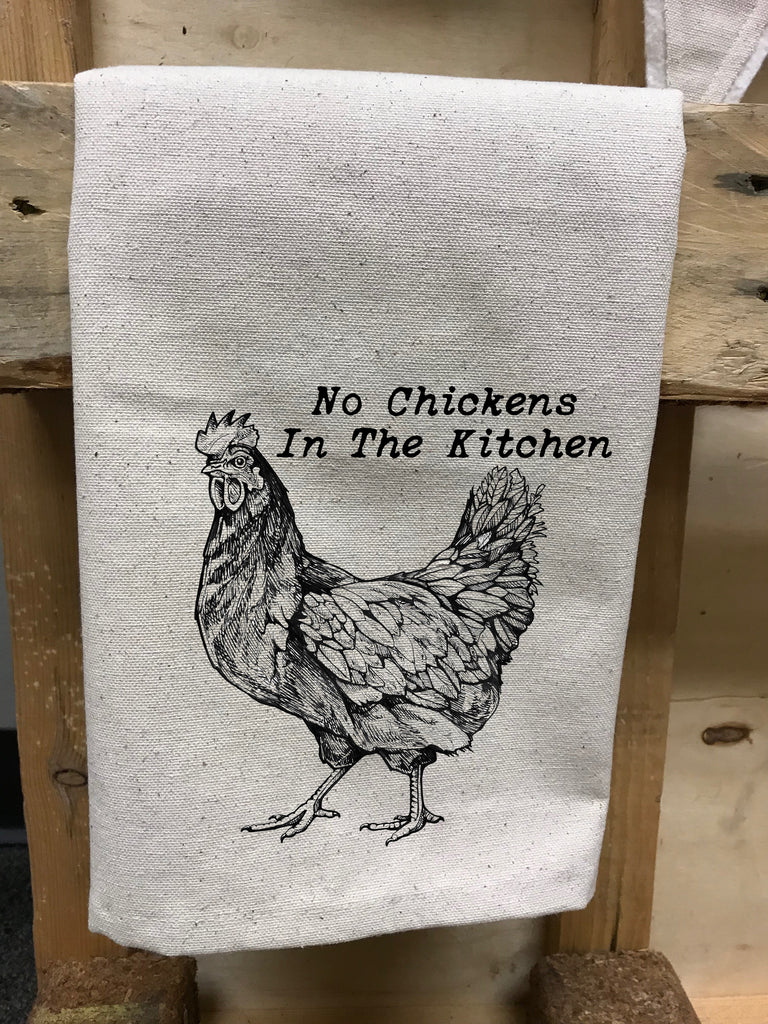 No Chickens
In The Kitchen